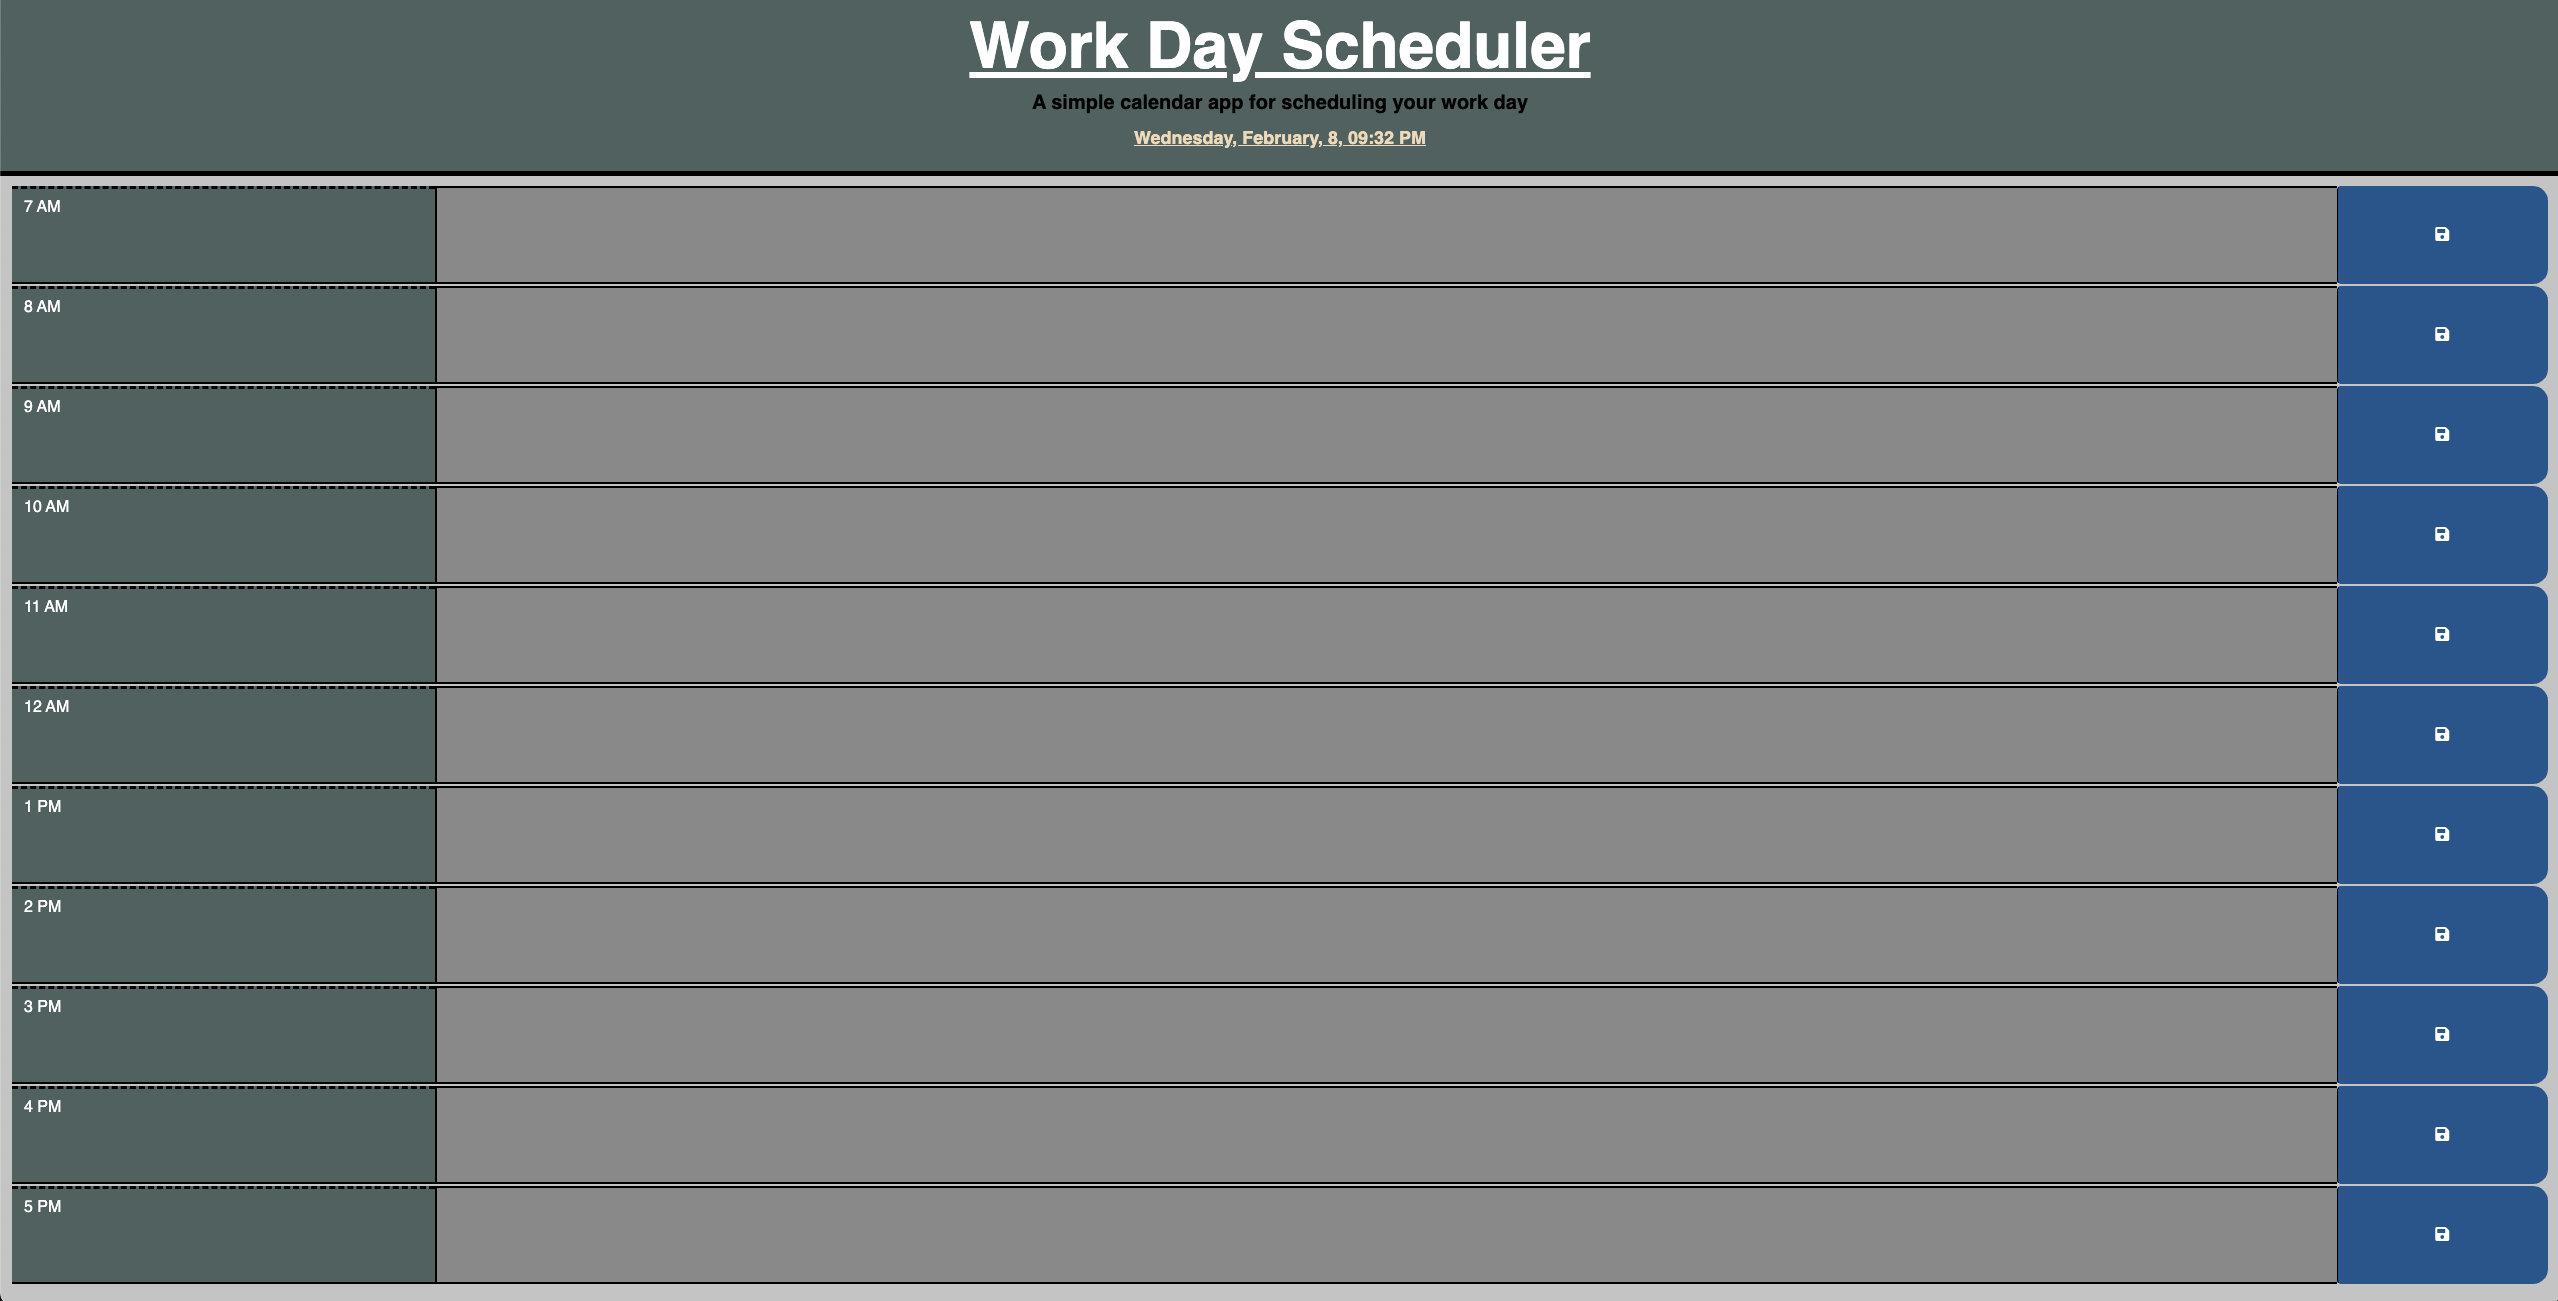 Work Day Scheduler
A simple calendar app for scheduling your work day
Wednesday, February, 8, 09:32 PM
7 AM
8 AM
9 AM
10 AM
11 AM
12 AM
1 PM
2 PM
3 PM
4 PM
5 PM